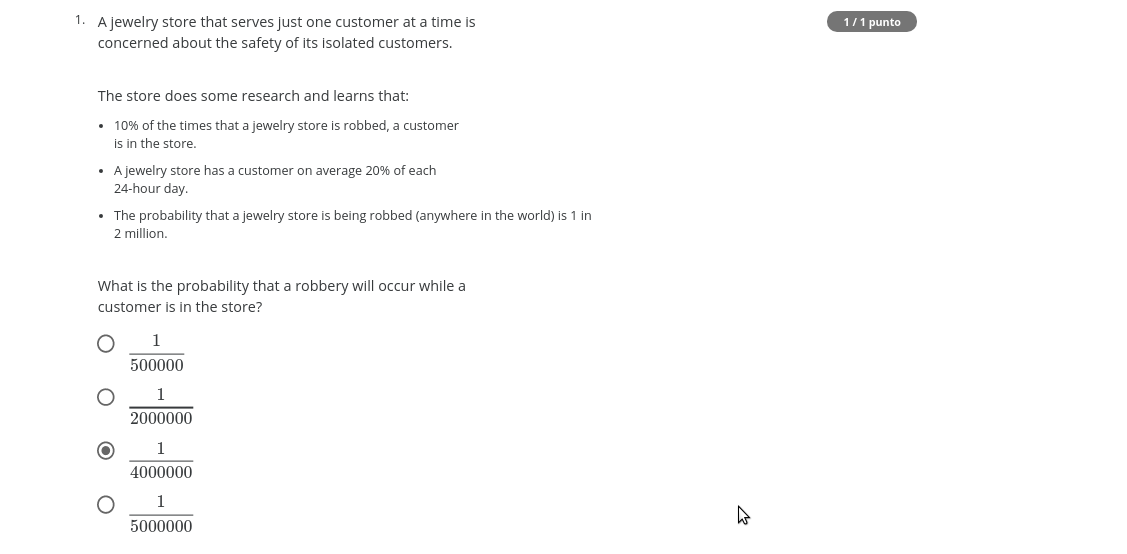 1. A jewelry store that serves just one customer at a time is
1 / 1 punto
concerned about the safety of its isolated customers.
The store does some research and learns that:
• 10% of the times that a jewelry store is robbed, a customer
is in the store.
• A jewelry store has a customer on average 20% of each
24-hour day.
• The probability that a jewelry store is being robbed (anywhere in the world) is 1 in
2 million.
What is the probability that a robbery will occur while a
customer is in the store?
1
500000
1
2000000
1
4000000
1
5000000